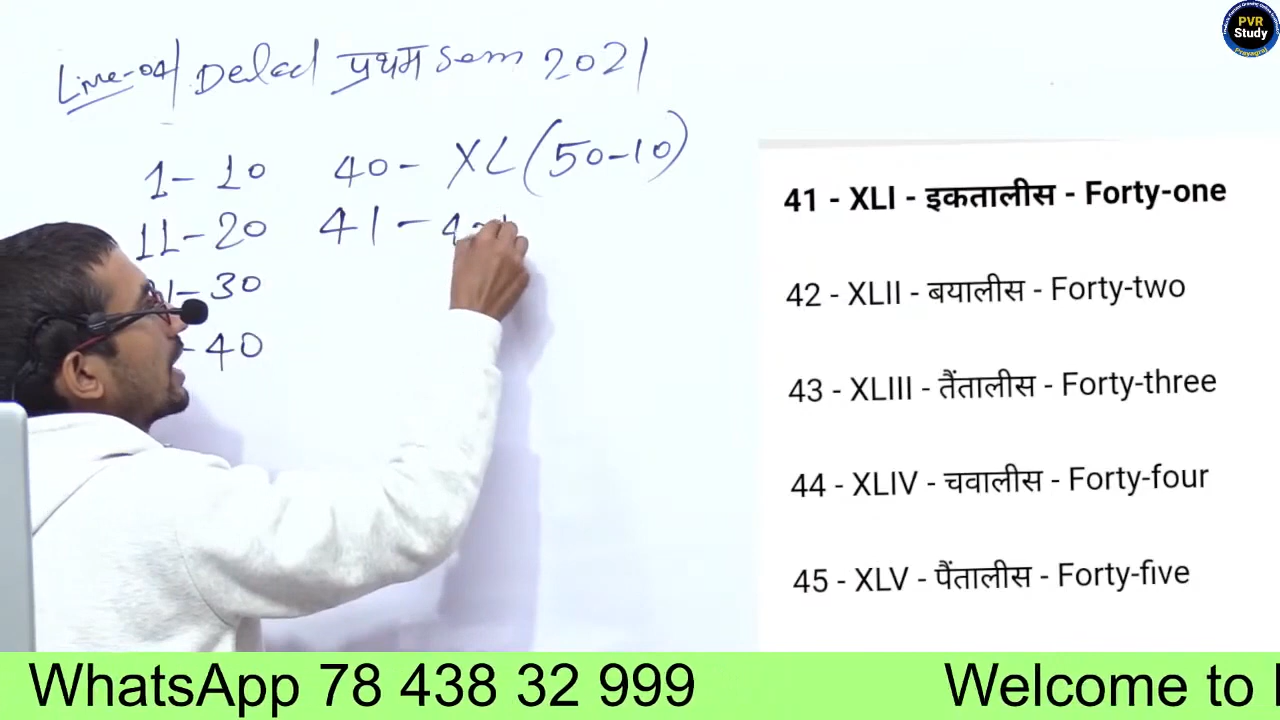 Live-04 Deled प्रथम Sem 2021
1 - 10
11 - 20
- 30
- 40
40 - XL (50-10)
41 -
41 - XLI - इकतालीस - Forty-one
42 - XLII - बयालीस - Forty-two
43 - XLIII - तैंतालीस - Forty-three
44 - XLIV - चवालीस - Forty-four
45 - XLV - पैंतालीस - Forty-five
PVR
Study
Prayagraj
WhatsApp 78 438 32 999
Welcome to